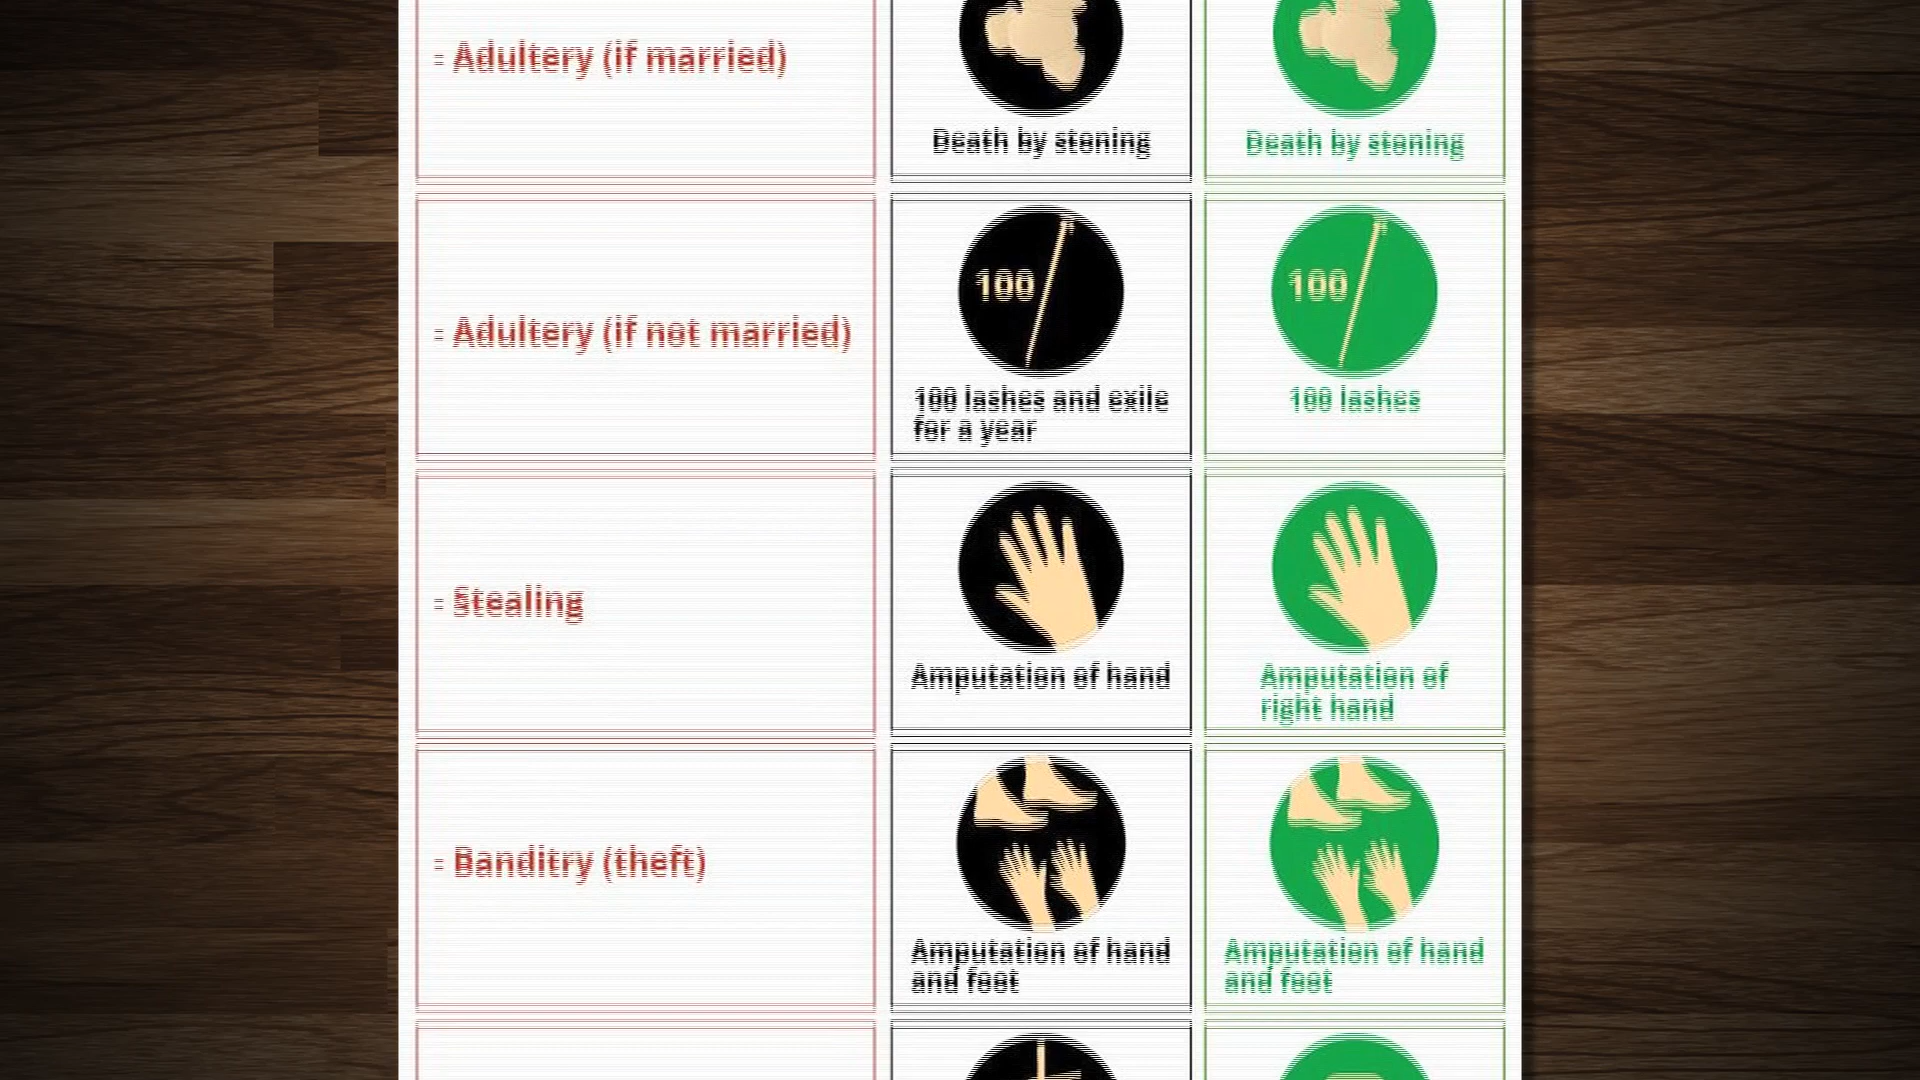 - Adultery (if married)
Death by stoning
Death by stoning
- Adultery (if not married)
100
100 lashes and exile
for a year
100
100 lashes
- Stealing
Amputation of hand
Amputation of
right hand
- Banditry (theft)
Amputation of hand
and foot
Amputation of hand
and foot